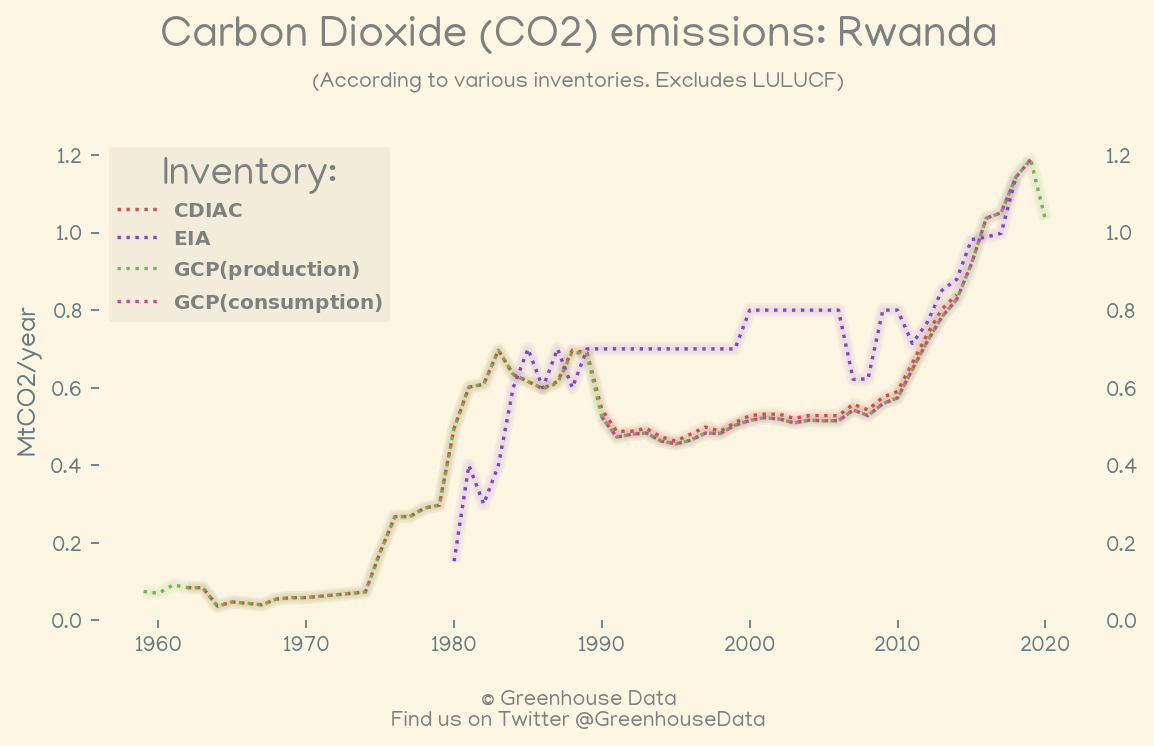 Carbon Dioxide (CO2) emissions: Rwanda
(According to various inventories. Excludes LULUCF)
Inventory:
CDIAC
EIA
GCP(production)
GCP(consumption)
MtCO2/year
1.2
1.0
0.8
0.6
0.4
0.2
0.0
1.2
1.0
0.8
0.6
0.4
0.2
0.0
1960 1970 1980 1990 2000 2010 2020
© Greenhouse Data
Find us on Twitter @GreenhouseData